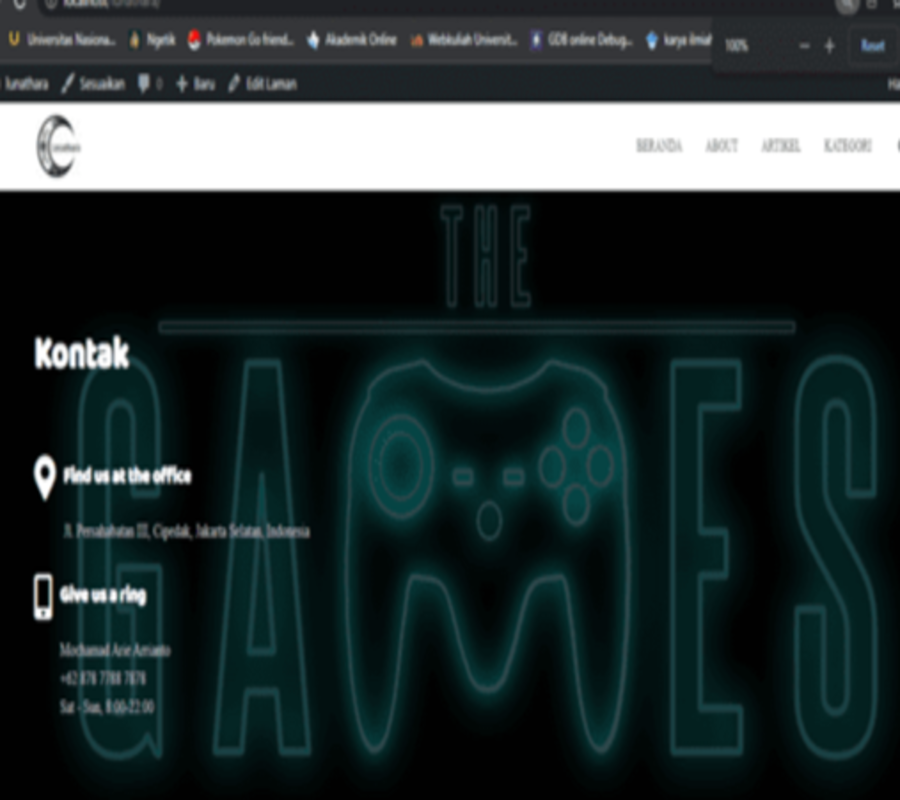 Universitas Nasiona... Ngetik Pokemon Go friend... Akademik Online Webkuliah Universit... GDB online Debug... karya ilmiah
100% Reset
lunathara Sesuaikan 0 Baru Edit Laman
BERANDA ABOUT ARTIKEL KATEGORI
THE
GAMES
Kontak
Find us at the office
Jl. Persahabatan III, Cipedak, Jakarta Selatan, Indonesia
Give us a ring
Mochamad Arie Arrianto
+62 878 7788 7878
Sat - Sun, 8:00-22:00